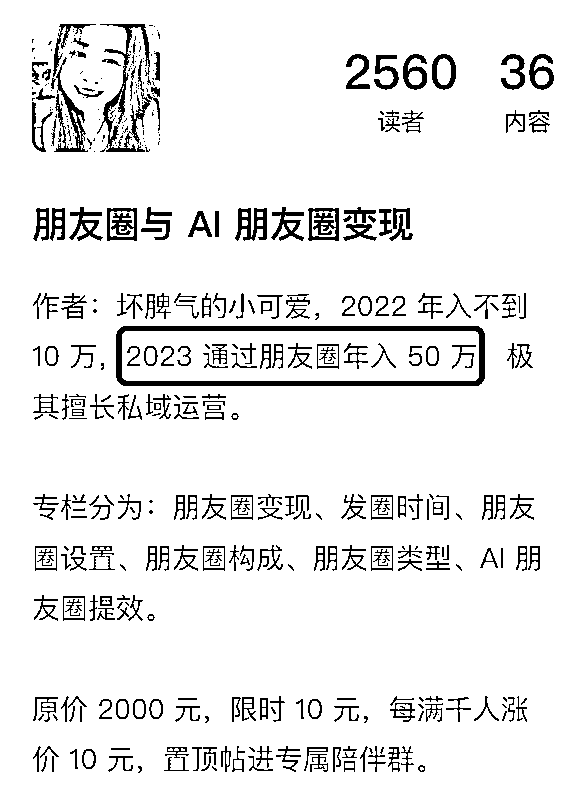 2560 36
读者 内容
朋友圈与 AI 朋友圈变现
作者：坏脾气的小可爱，2022 年入不到
10 万，2023 通过朋友圈年入 50 万 极
其擅长私域运营。
专栏分为：朋友圈变现、发圈时间、朋友
圈设置、朋友圈构成、朋友圈类型、AI 朋
友圈提效。
原价 2000 元，限时 10 元，每满千人涨
价 10 元，置顶帖进专属陪伴群。